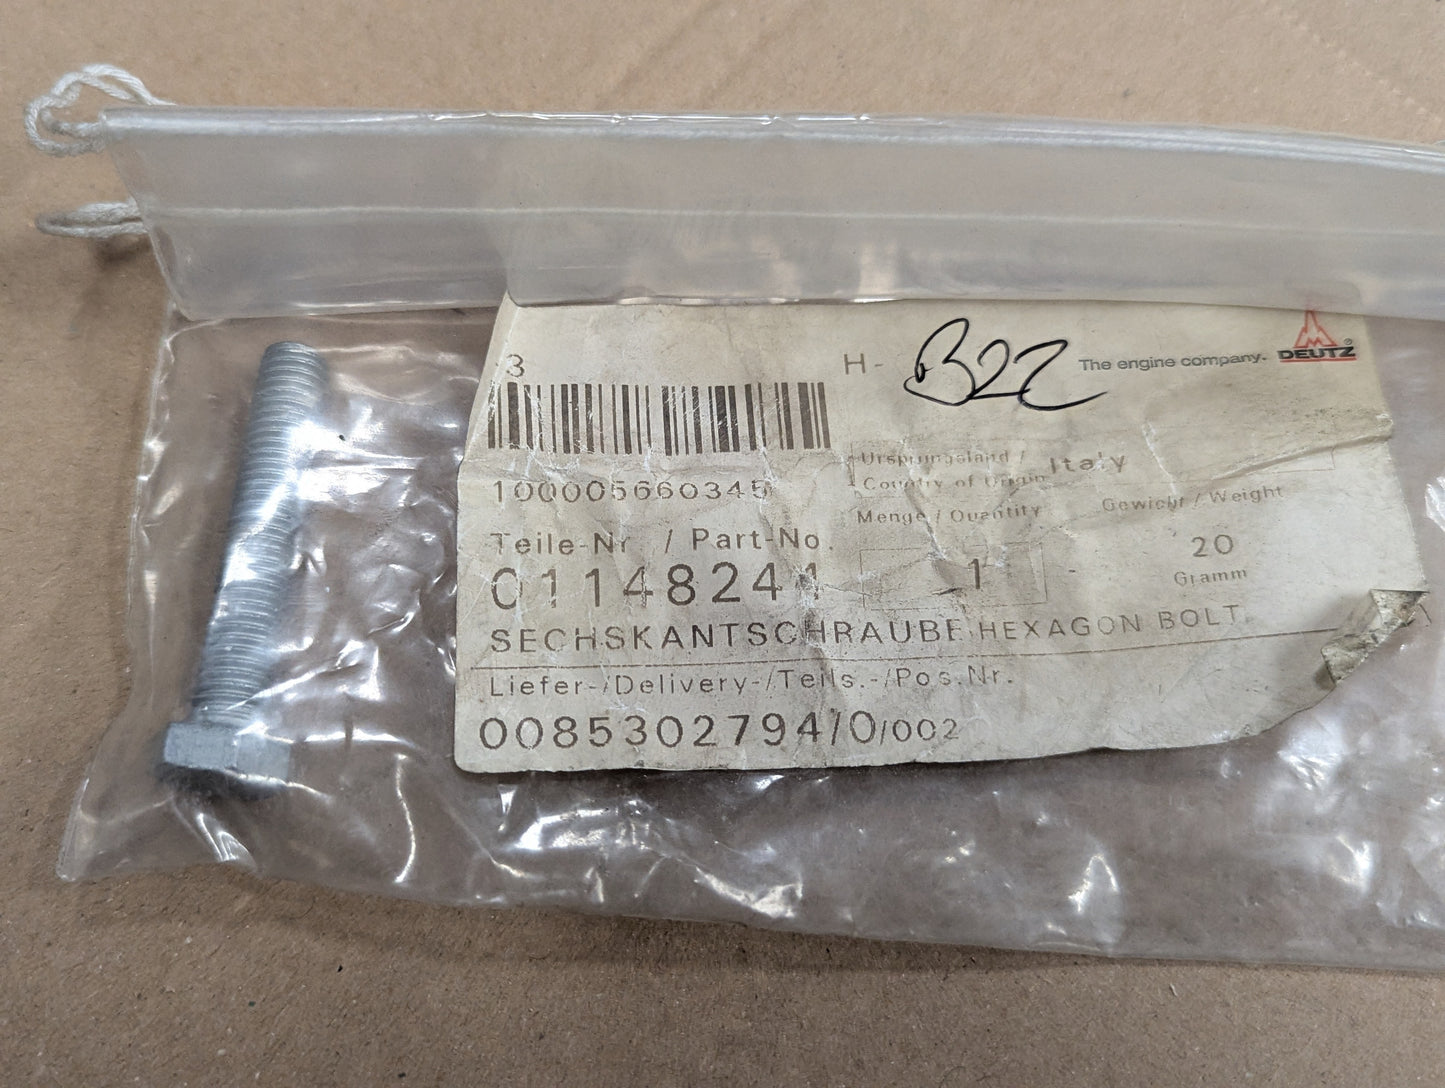 3
H- B22
The engine company. DEUTZ®
100005660345
Ursprungsland /
Country of Origin
Italy
Menge / Quantity
1
Gewicht / Weight
20
Gramm
Teile-Nr. / Part-No.
01148241
SECHSKANTSCHRAUBE HEXAGON BOLT
Liefer-/Delivery-/Teils.-/Pos.Nr.
0085302794/0/002